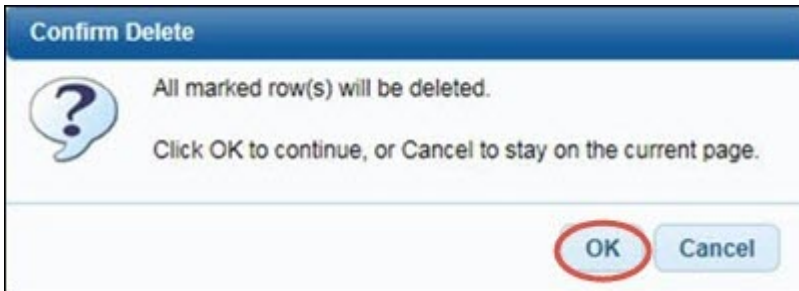 Confirm Delete
All marked row(s) will be deleted.
Click OK to continue, or Cancel to stay on the current page.
OK Cancel